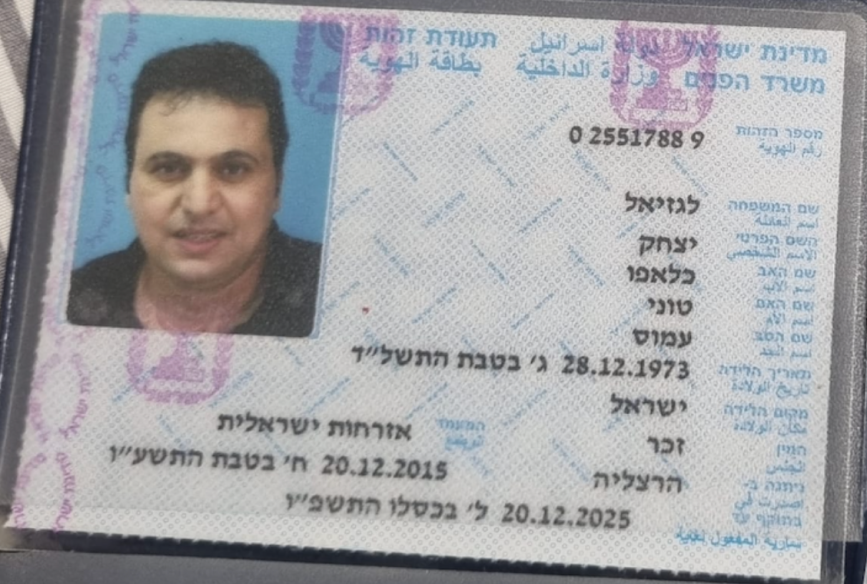 מדינת ישראל دولة اسرائيل תעודת זהות
משרד הפנים وزارة الداخلية بطاقة الهوية
מספר הזהות 0 2551788 9
رقم الهوية
שם המשפחה לגזיאל
اسم العائلة
השם הפרטי יצחק
الاسم الشخصي
שם האב כלאפו
اسم الاب
שם האם טוני
اسم الام
שם הסב עמוס
اسم الجد
תאריך הלידה 28.12.1973 ג' בטבת התשל"ד
تاريخ الولادة
מקום הלידה ישראל
مكان الولادة
המין זכר המעמד אזרחות ישראלית
الجنس
ניתנה ב- הרצליה 20.12.2015 ח' בטבת התשע"ו
اصدرت في
בתוקף עד 20.12.2025 ל' בכסלו התשפ"ו
سارية المفعول لغاية